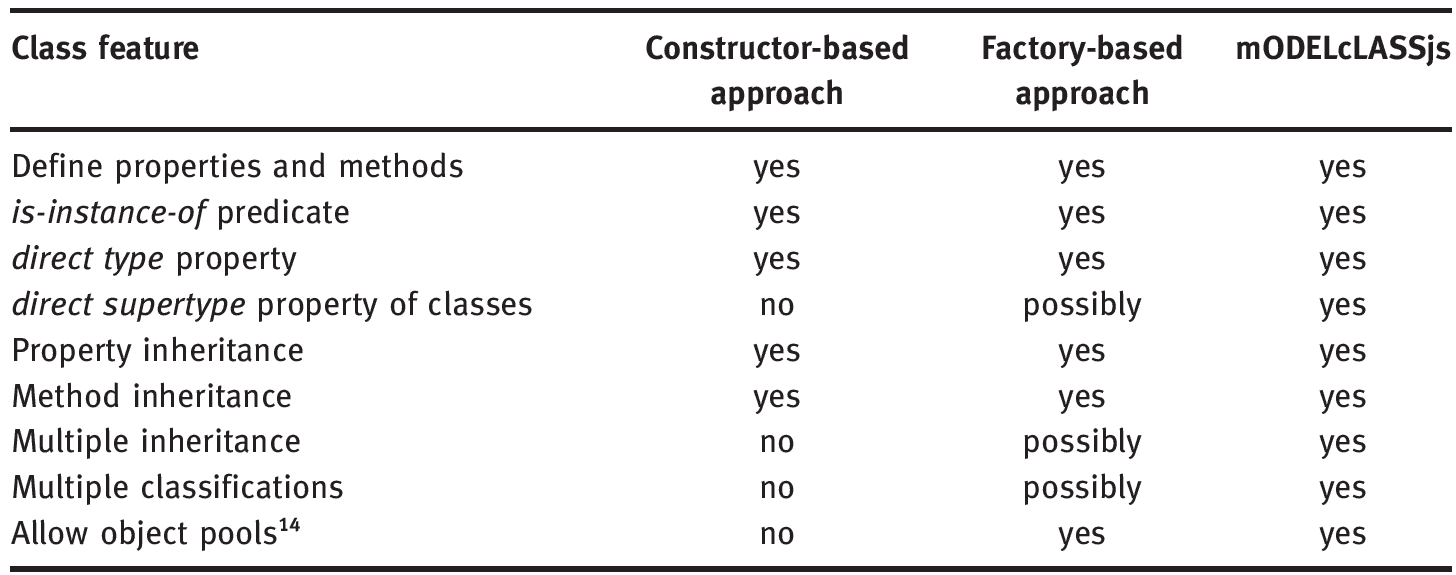 Class feature Constructor-based Factory-based mODELcLASSjs
approach approach
Define properties and methods yes yes yes
is-instance-of predicate yes yes yes
direct type property yes yes yes
direct supertype property of classes no possibly yes
Property inheritance yes yes yes
Method inheritance yes yes yes
Multiple inheritance no possibly yes
Multiple classifications no possibly yes
Allow object pools¹⁴ no yes yes